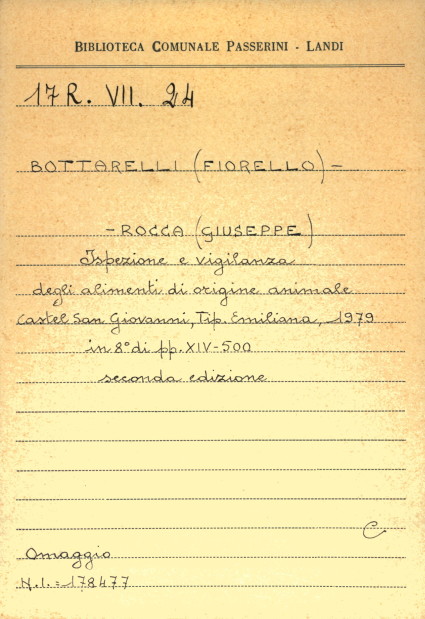 BIBLIOTECA COMUNALE PASSERINI - LANDI
17 R. VII. 24
BOTTARELLI (FIORELLO) -
- ROCCA (GIUSEPPE)
Ispezione e vigilanza
degli alimenti di origine animale
Castel San Giovanni, Tip. Emiliana, 1979
in 8° di pp. XIV-500
seconda edizione
C
Omaggio
N.I. = 178477